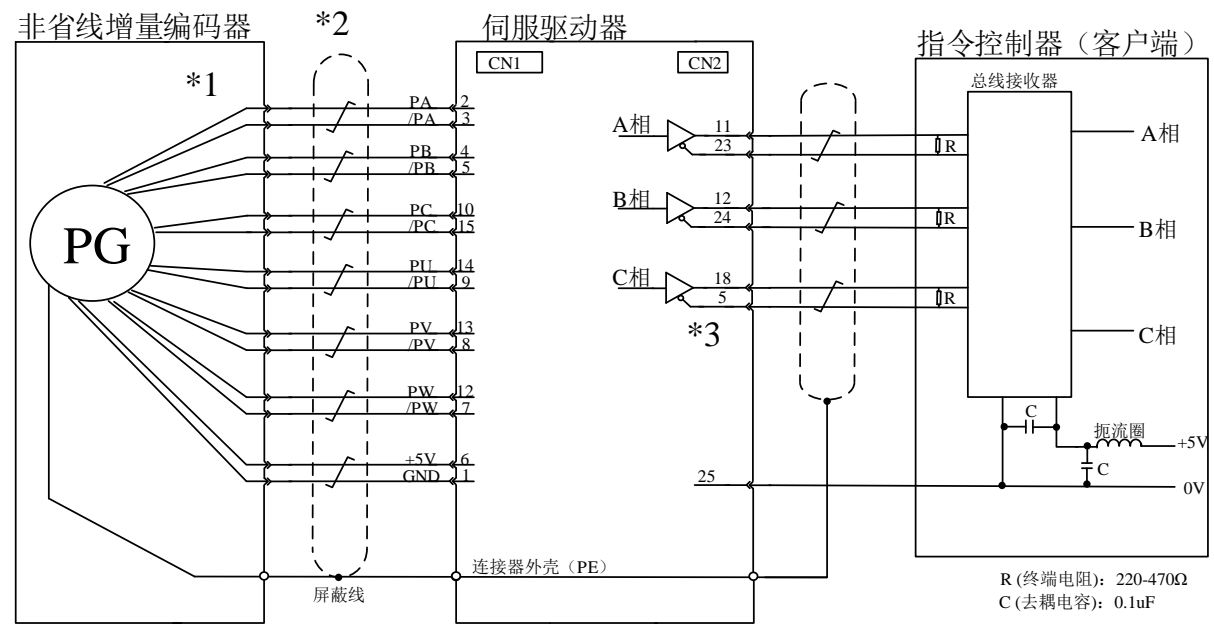 非省线增量编码器
*2
伺服驱动器
指令控制器（客户端）
*1
CN1
CN2
总线接收器
PA 2
/PA 3
PB 4
/PB 5
PC 10
/PC 15
PU 14
/PU 9
PV 13
/PV 8
PW 12
/PW 7
+5V 6
GND 1
PG
A相 11
23
R
A相
B相 12
24
R
B相
C相 18
5
R
C相
*3
C
扼流圈
+5V
C
25
0V
连接器外壳（PE）
屏蔽线
R (终端电阻)：220-470Ω
C (去耦电容)：0.1uF